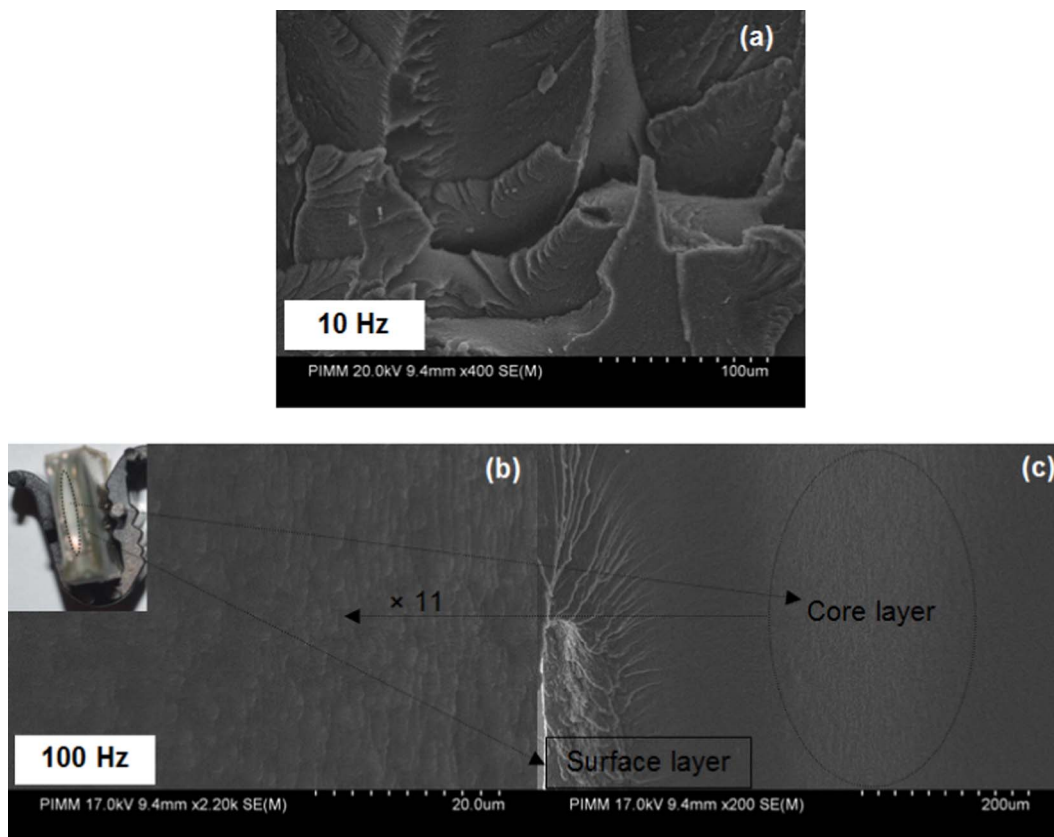 (a)
10 Hz
PIMM 20.0kV 9.4mm x400 SE(M)
100um
(b)
(c)
× 11
Core layer
100 Hz
Surface layer
PIMM 17.0kV 9.4mm x2.20k SE(M)
20.0um
PIMM 17.0kV 9.4mm x200 SE(M)
200um